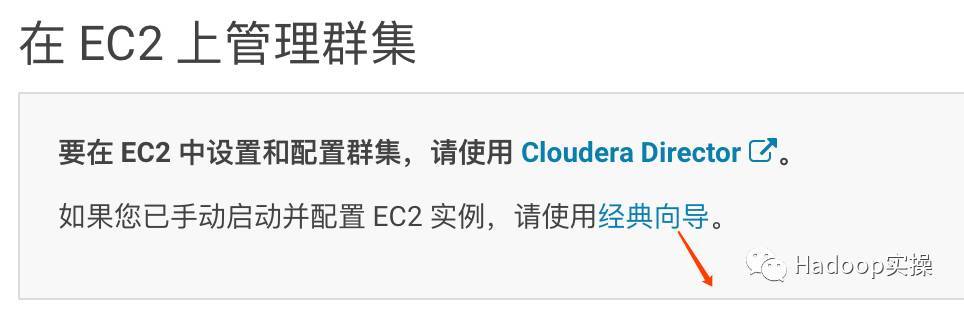 在 EC2 上管理群集
要在 EC2 中设置和配置群集，请使用 Cloudera Director。
如果您已手动启动并配置 EC2 实例，请使用经典向导。
Hadoop实操